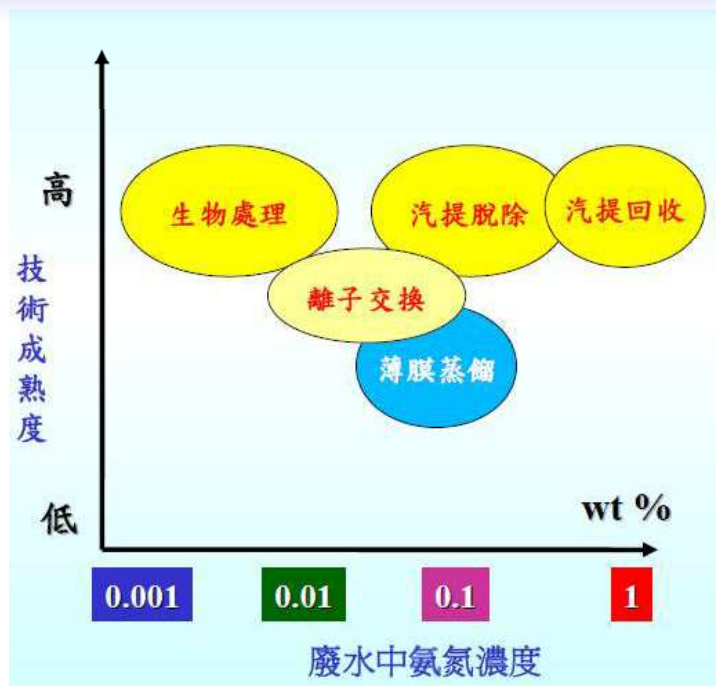 高
技術成熟度
低
生物處理
汽提脫除
汽提回收
離子交換
薄膜蒸餾
wt %
0.001
0.01
0.1
1
廢水中氨氮濃度